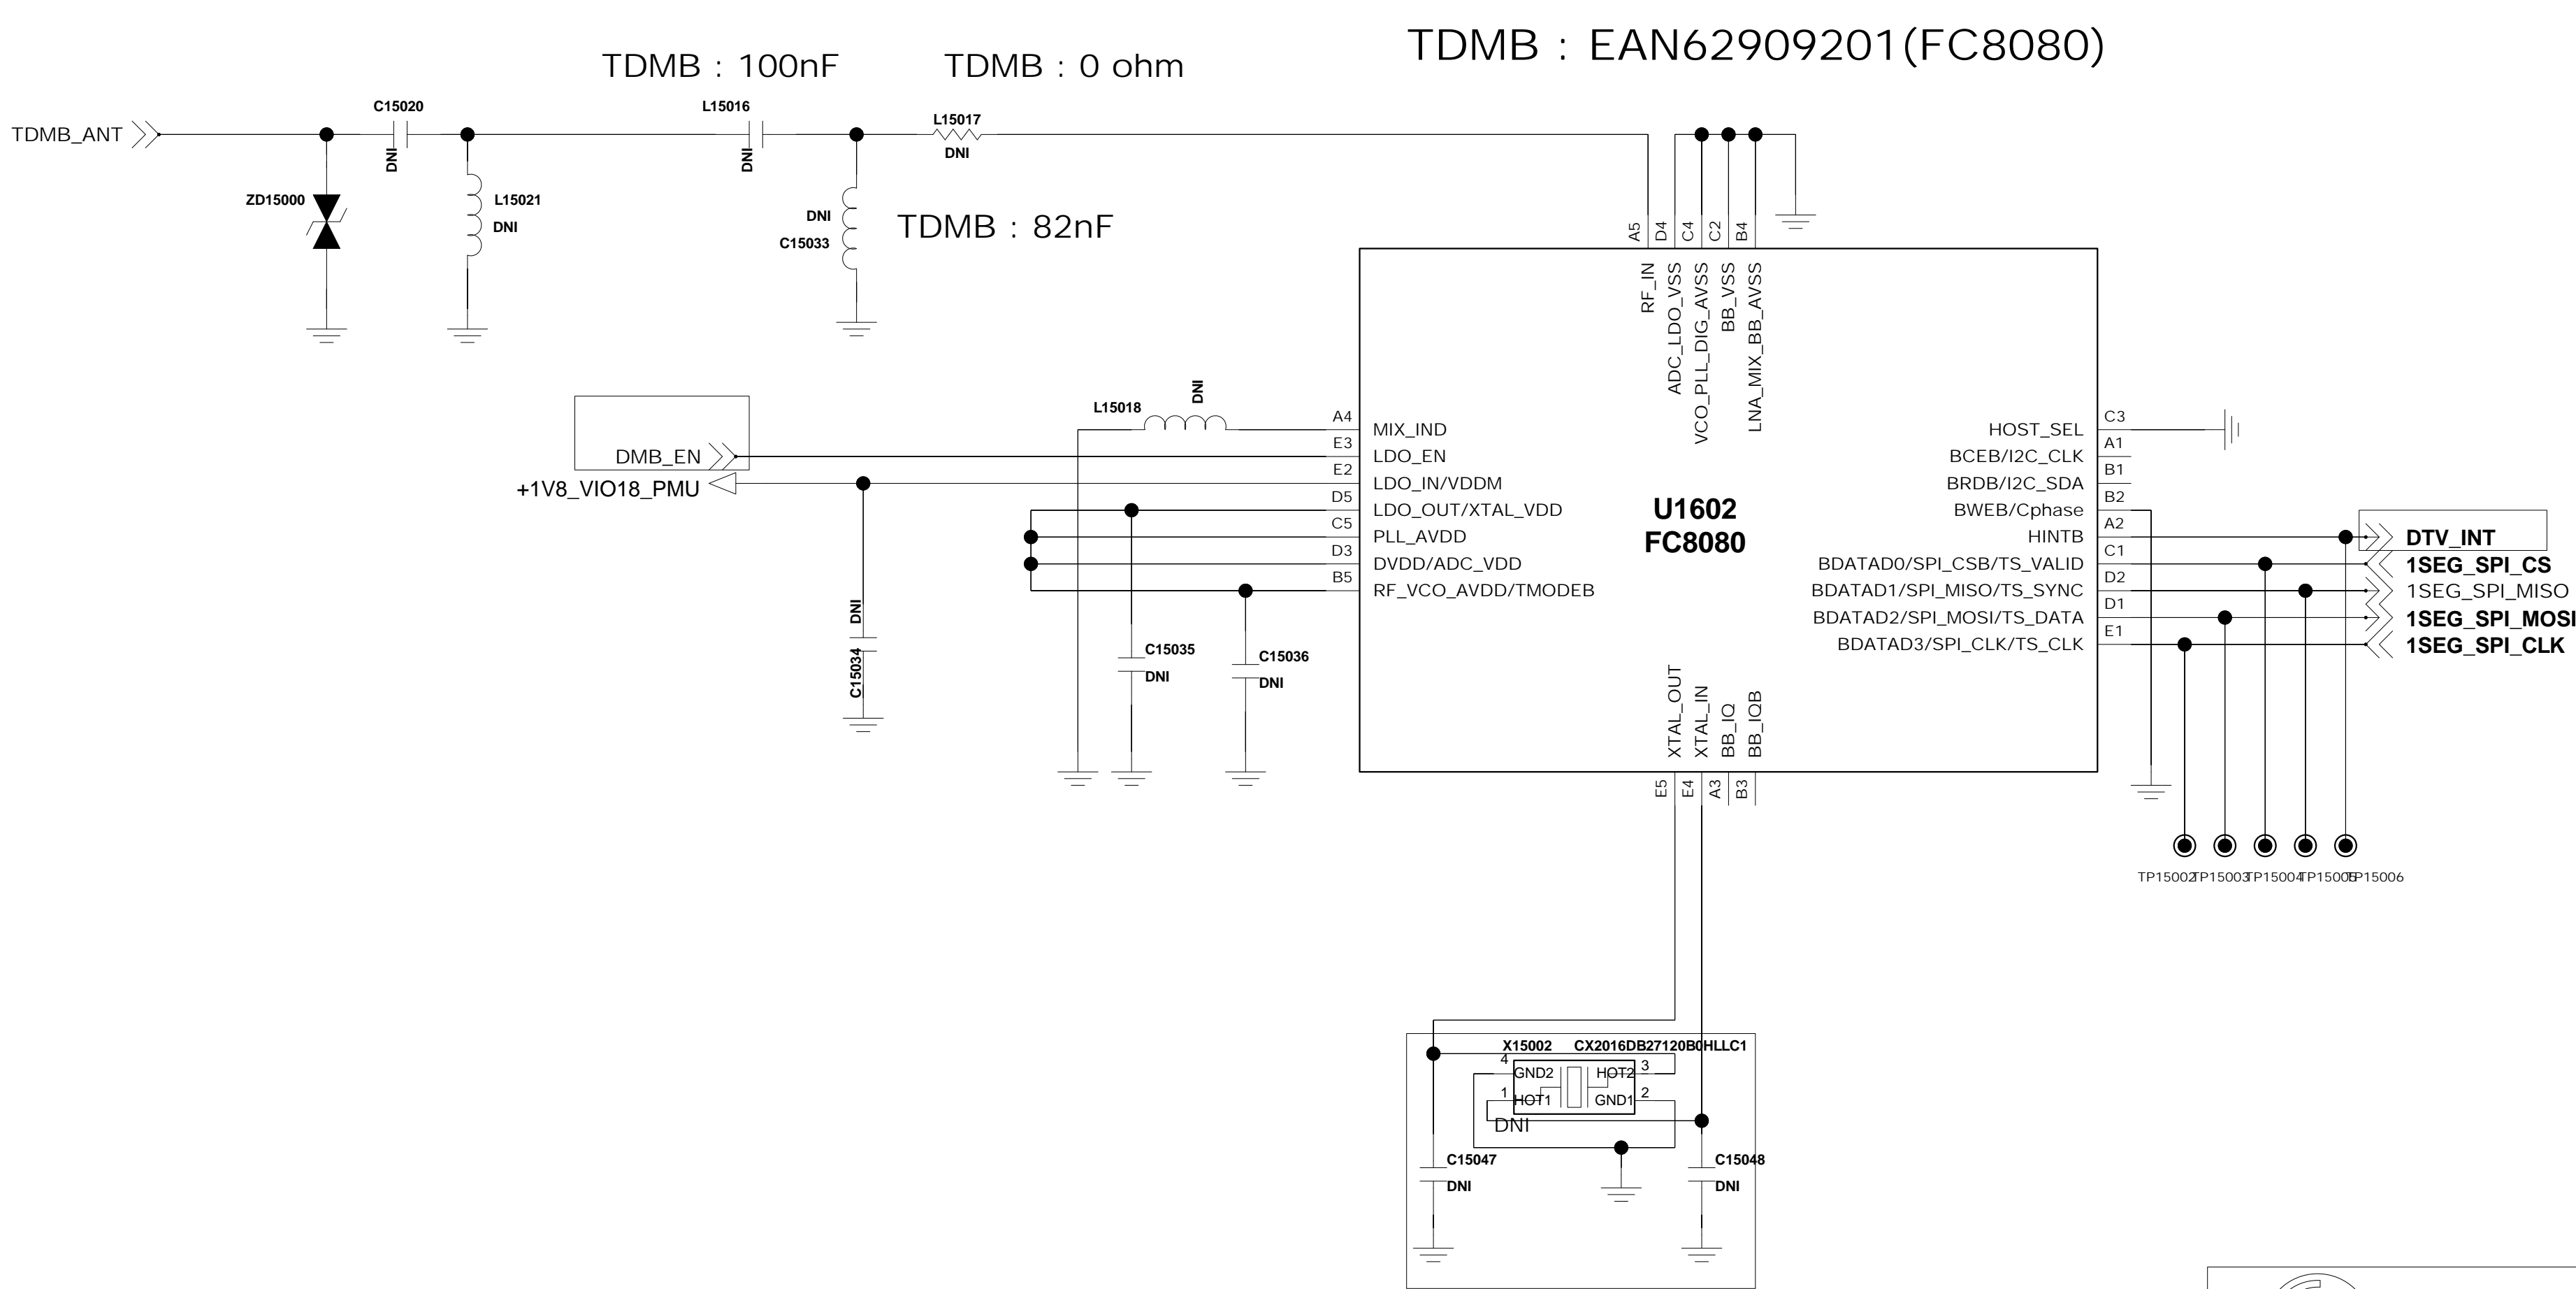 TDMB : EAN62909201(FC8080)
TDMB : 100nF
TDMB : 0 ohm
C15020
L15016
L15017
TDMB_ANT
DNI
DNI
DNI
ZD15000
L15021
DNI
DNI
C15033
TDMB : 82nF
A5
D4
C4
C2
B4
RF_IN
ADC_LDO_VSS
VCO_PLL_DIG_AVSS
BB_VSS
LNA_MIX_BB_AVSS
L15018
DNI
DMB_EN
+1V8_VIO18_PMU
A4
MIX_IND
E3
LDO_EN
E2
LDO_IN/VDDM
D5
LDO_OUT/XTAL_VDD
C5
PLL_AVDD
D3
DVDD/ADC_VDD
B5
RF_VCO_AVDD/TMODEB
U1602
FC8080
C3
HOST_SEL
A1
BCEB/I2C_CLK
B1
BRDB/I2C_SDA
B2
BWEB/Cphase
A2
HINTB
C1
BDATAD0/SPI_CSB/TS_VALID
D2
BDATAD1/SPI_MISO/TS_SYNC
D1
BDATAD2/SPI_MOSI/TS_DATA
E1
BDATAD3/SPI_CLK/TS_CLK
DTV_INT
1SEG_SPI_CS
1SEG_SPI_MISO
1SEG_SPI_MOSI
1SEG_SPI_CLK
DNI
C15034
C15035
DNI
C15036
DNI
XTAL_OUT
XTAL_IN
BB_IQ
BB_IQB
E5
E4
A3
B3
TP15002
TP15003
TP15004
TP15005
TP15006
X15002
CX2016DB27120B0HLLC1
4
GND2
HOT2
3
1
HOT1
GND1
2
DNI
C15047
DNI
C15048
DNI